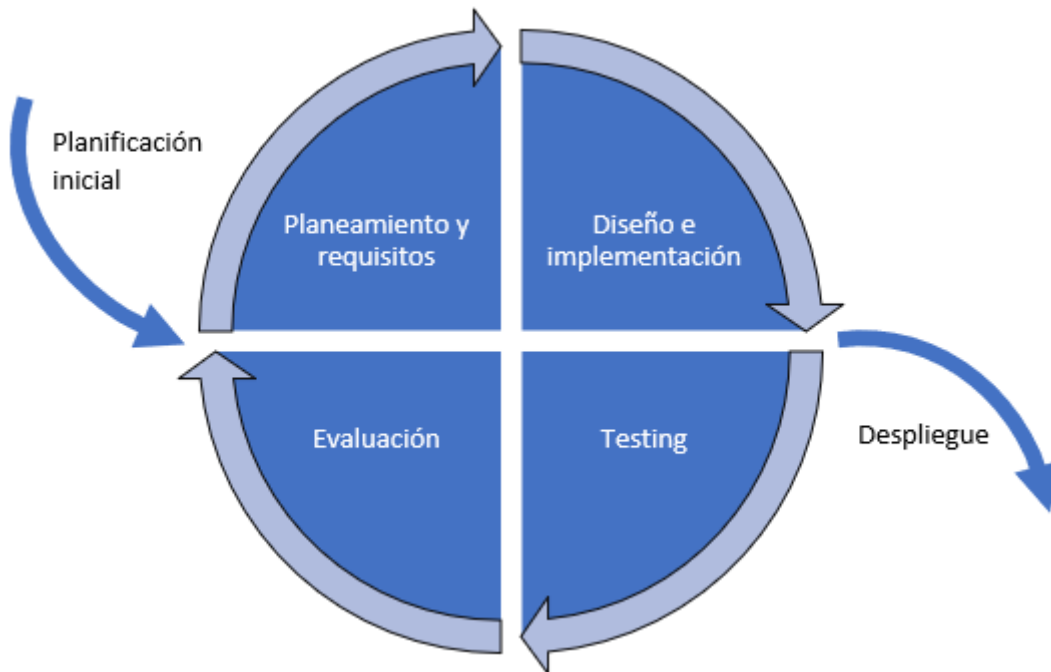 Planificación
inicial
Planeamiento y
requisitos
Diseño e
implementación
Evaluación
Testing
Despliegue